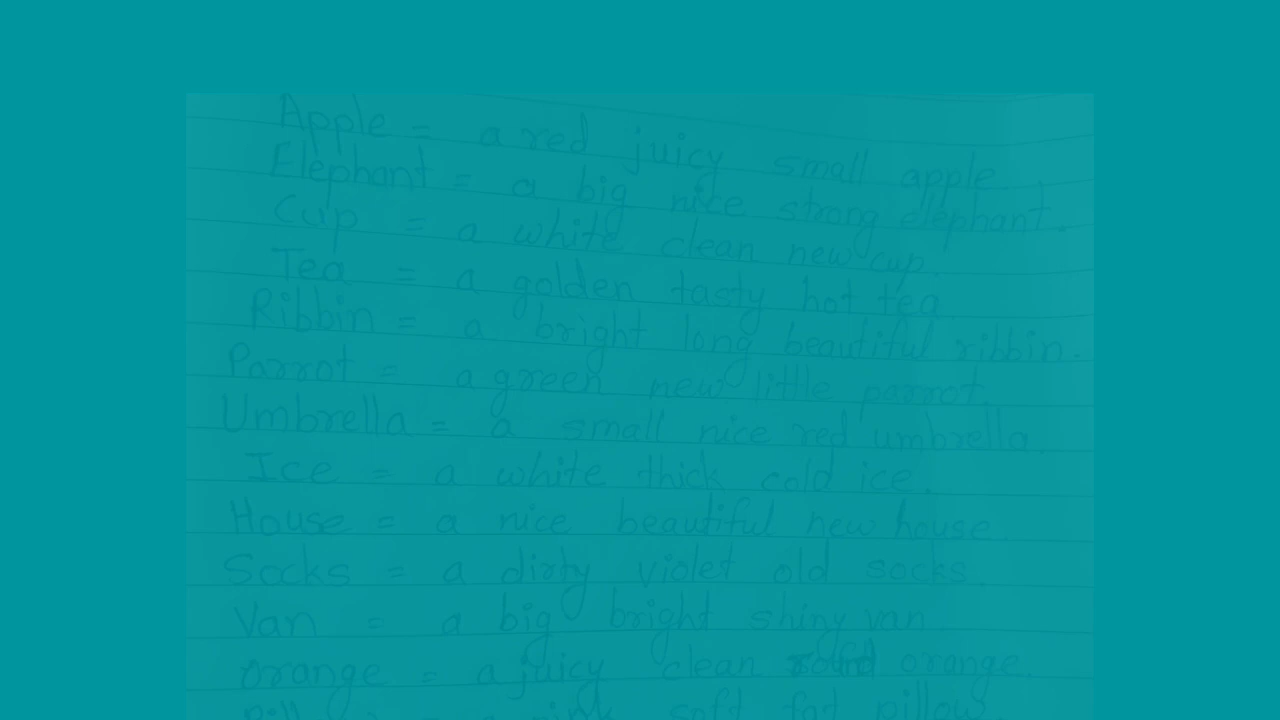 Apple = a red juicy small apple.
Elephant = a big nice strong elephant.
Cup = a white clean new cup.
Tea = a golden tasty hot tea
Ribbin = a bright long beautiful ribbin.
Parrot = a green new little parrot.
Umbrella = a small nice red umbrella.
Ice = a white thick cold ice.
House = a nice beautiful new house
Socks = a dirty violet old socks
Van = a big bright shiny van
Orange = a juicy clean round orange.
a pink soft fat pillow.